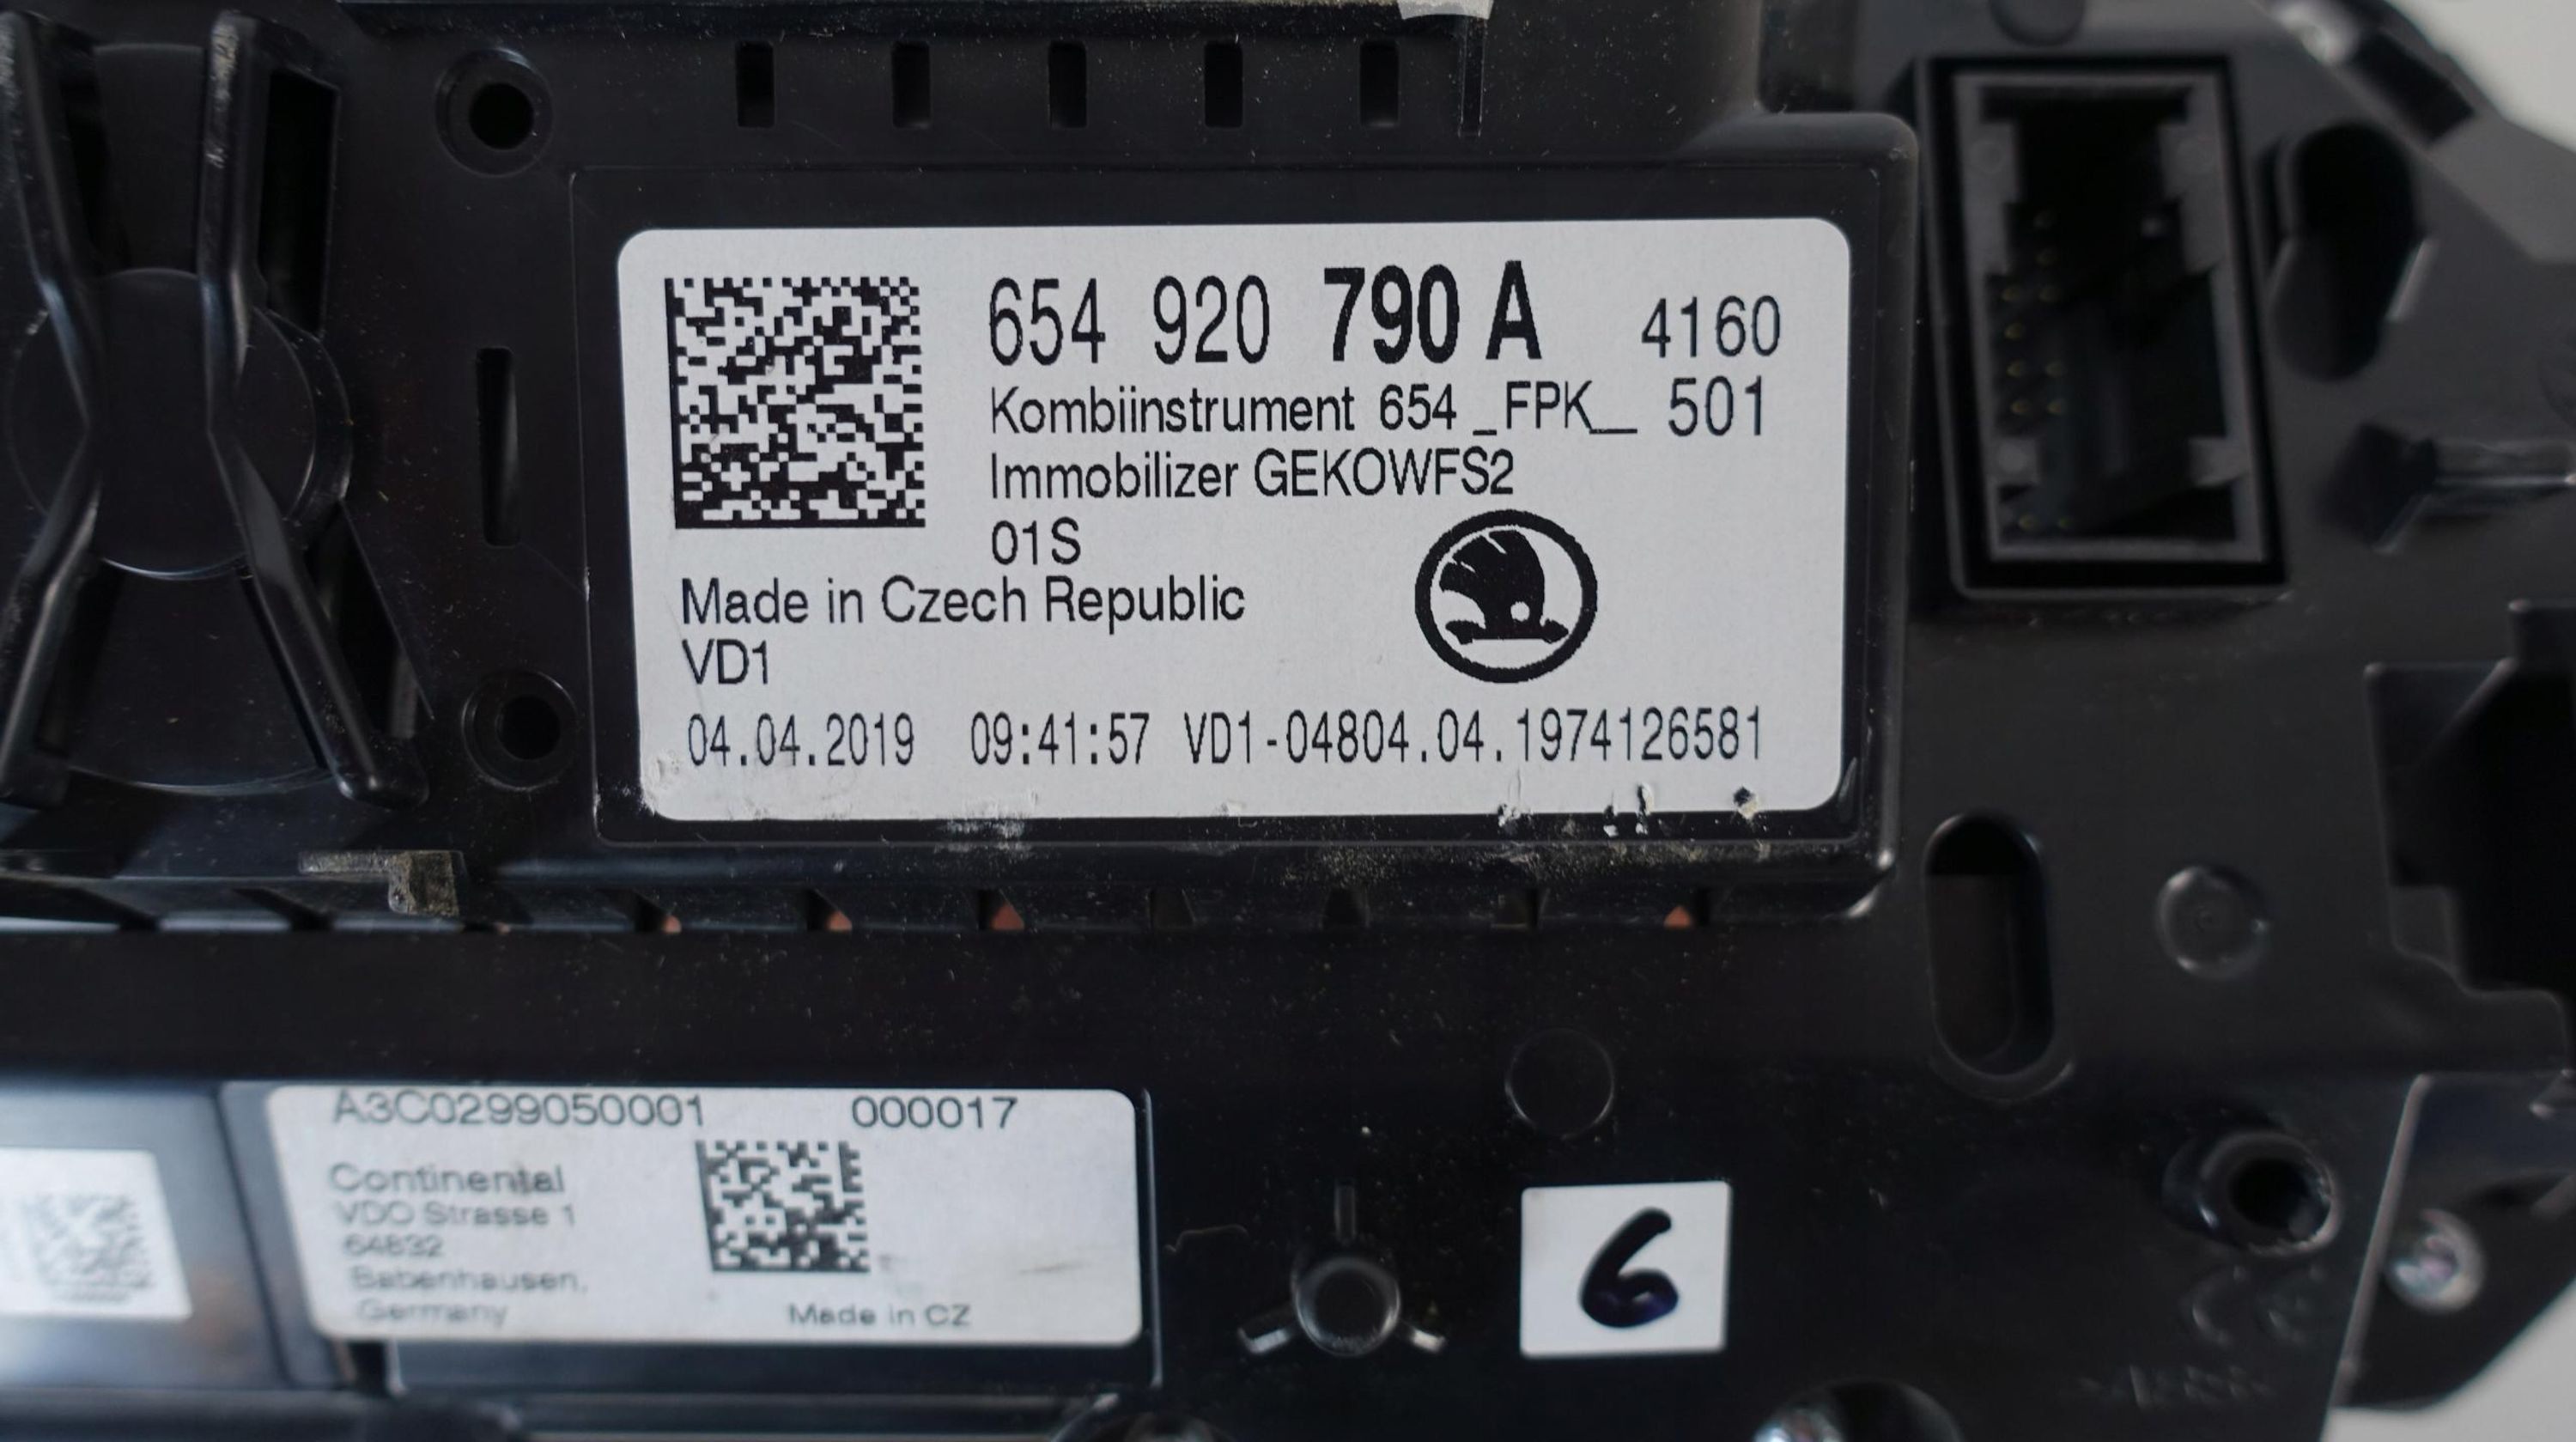 654 920 790 A 4160
Kombiinstrument 654 _FPK_ 501
Immobilizer GEKOWFS2
01S
Made in Czech Republic
VD1
04.04.2019 09:41:57 VD1-04804.04.1974126581
A3C0299050001 000017
Continental
VDO Strasse 1
64832
Babenhausen,
Germany
Made in CZ
6